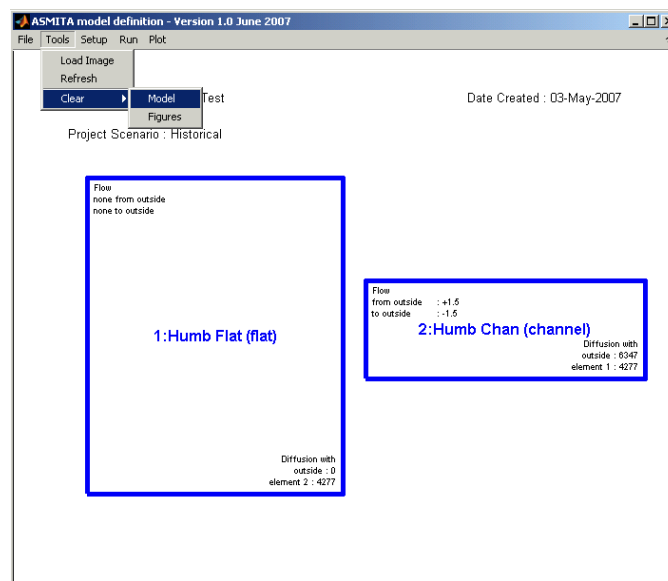 ASMITA model definition - Version 1.0 June 2007
File Tools Setup Run Plot
Load Image
Refresh
Clear
Model
Figures
Test
Date Created : 03-May-2007
Project Scenario : Historical
Flow
none from outside
none to outside
1:Humb Flat (flat)
Diffusion with
outside : 0
element 2 : 4277
Flow
from outside : +1.5
to outside : -1.5
2:Humb Chan (channel)
Diffusion with
outside : 6347
element 1 : 4277